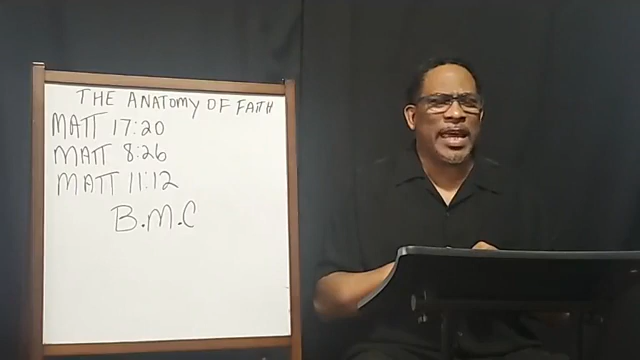 THE ANATOMY OF FAITH
MATT 17:20
MATT 8:26
MATT 11:12
B.M.C